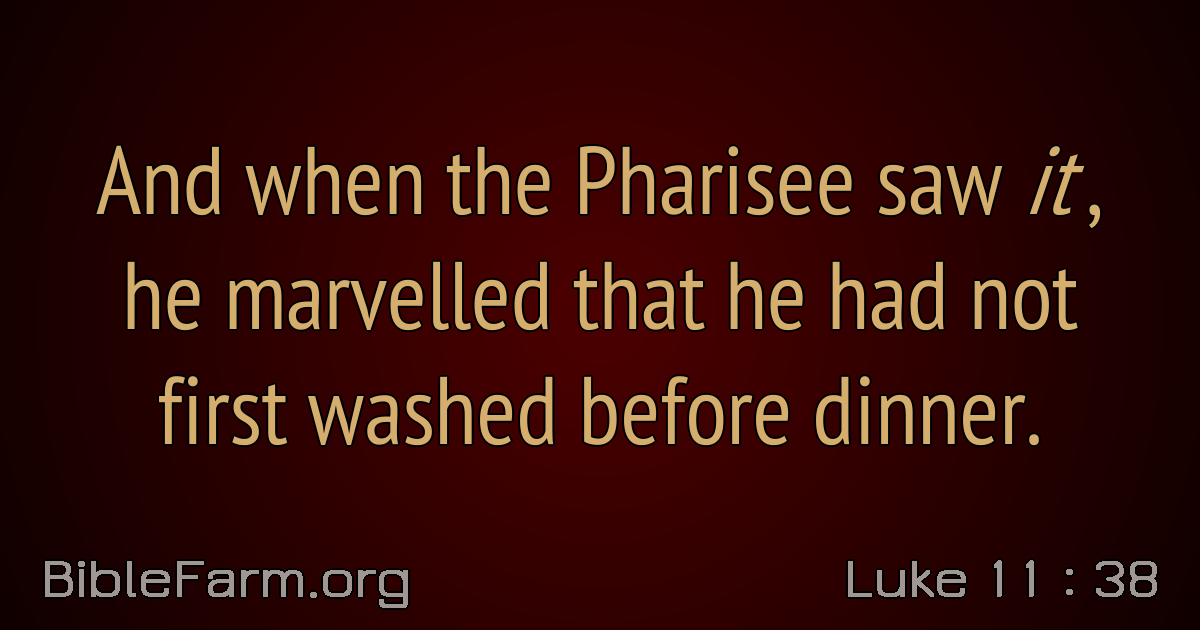 And when the Pharisee saw it,
he marvelled that he had not
first washed before dinner.
BibleFarm.org
Luke 11 : 38